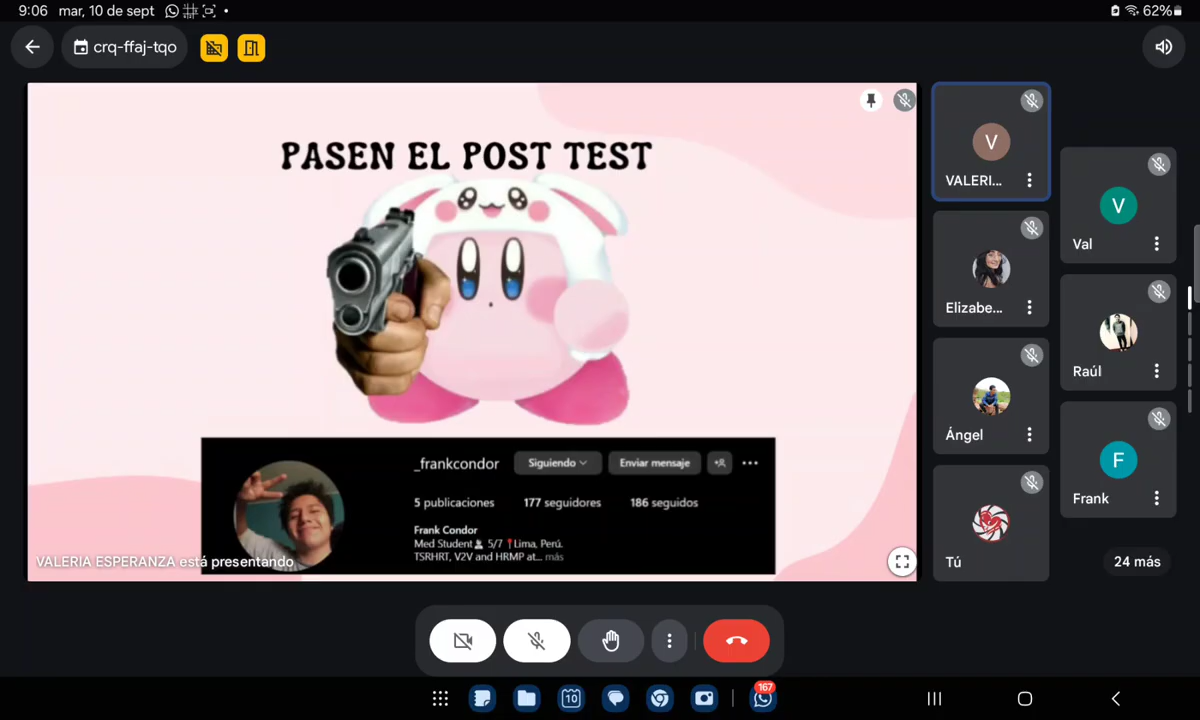 9:06 mar, 10 de sept
62%
crq-ffaj-tqo
PASEN EL POST TEST
_frankcondor Siguiendo Enviar mensaje
5 publicaciones 177 seguidores 186 seguidos
Frank Condor
Med Student 5/7 Lima, Perú.
TSRHRT, V2V and HRMP at... más
VALERIA ESPERANZA está presentando
V
VALERI...
Elizabe...
Ángel
Tú
V
Val
Raúl
F
Frank
24 más
10
167